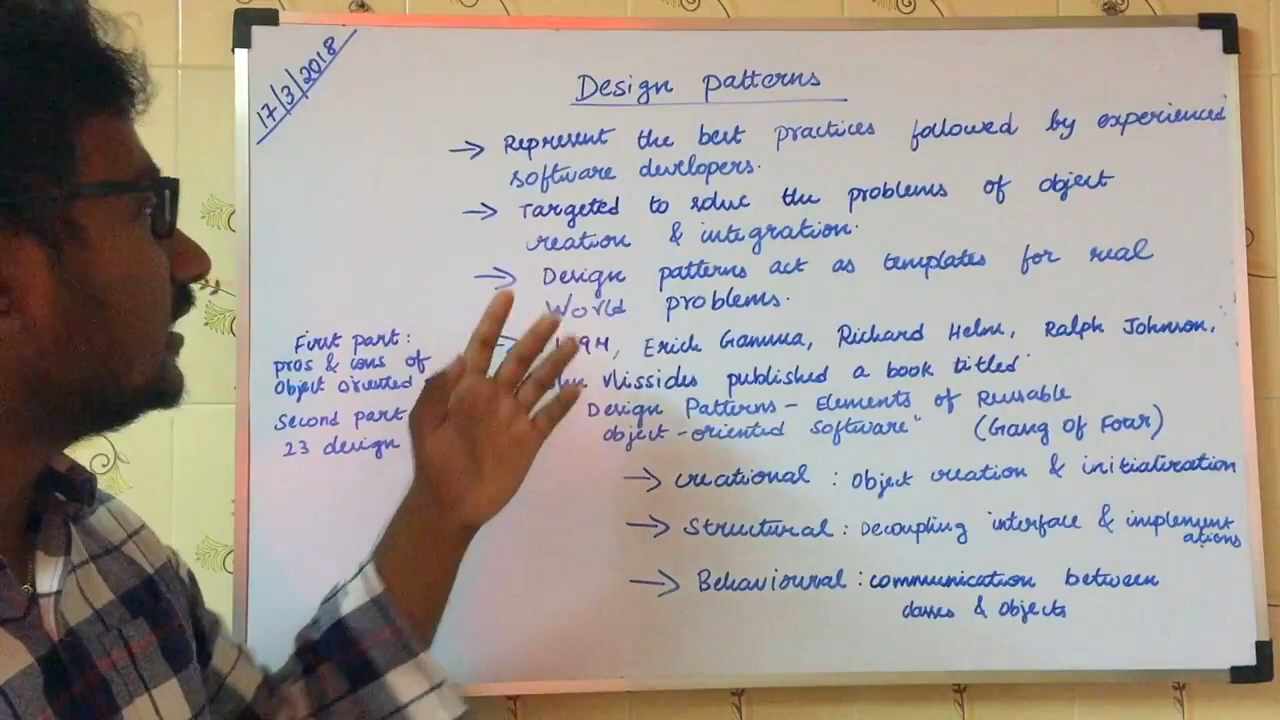 17/3/2018
Design patterns
→ Represent the best practices followed by experienced
software developers.
→ Targeted to solve the problems of object
creation & integration.
→ Design patterns act as templates for real
World problems.
Erich Gamma, Richard Helm, Ralph Johnson,
vlissides published a book titled
Design Patterns - Elements of Reusable
object-oriented software" (Gang of Four)
→ creational : Object creation & initialization
→ Structural : Decoupling interface & implement
ations
→ Behavioural : communication between
classes & Objects
First part :
pros & cons of
Object oriented
Second part
23 design